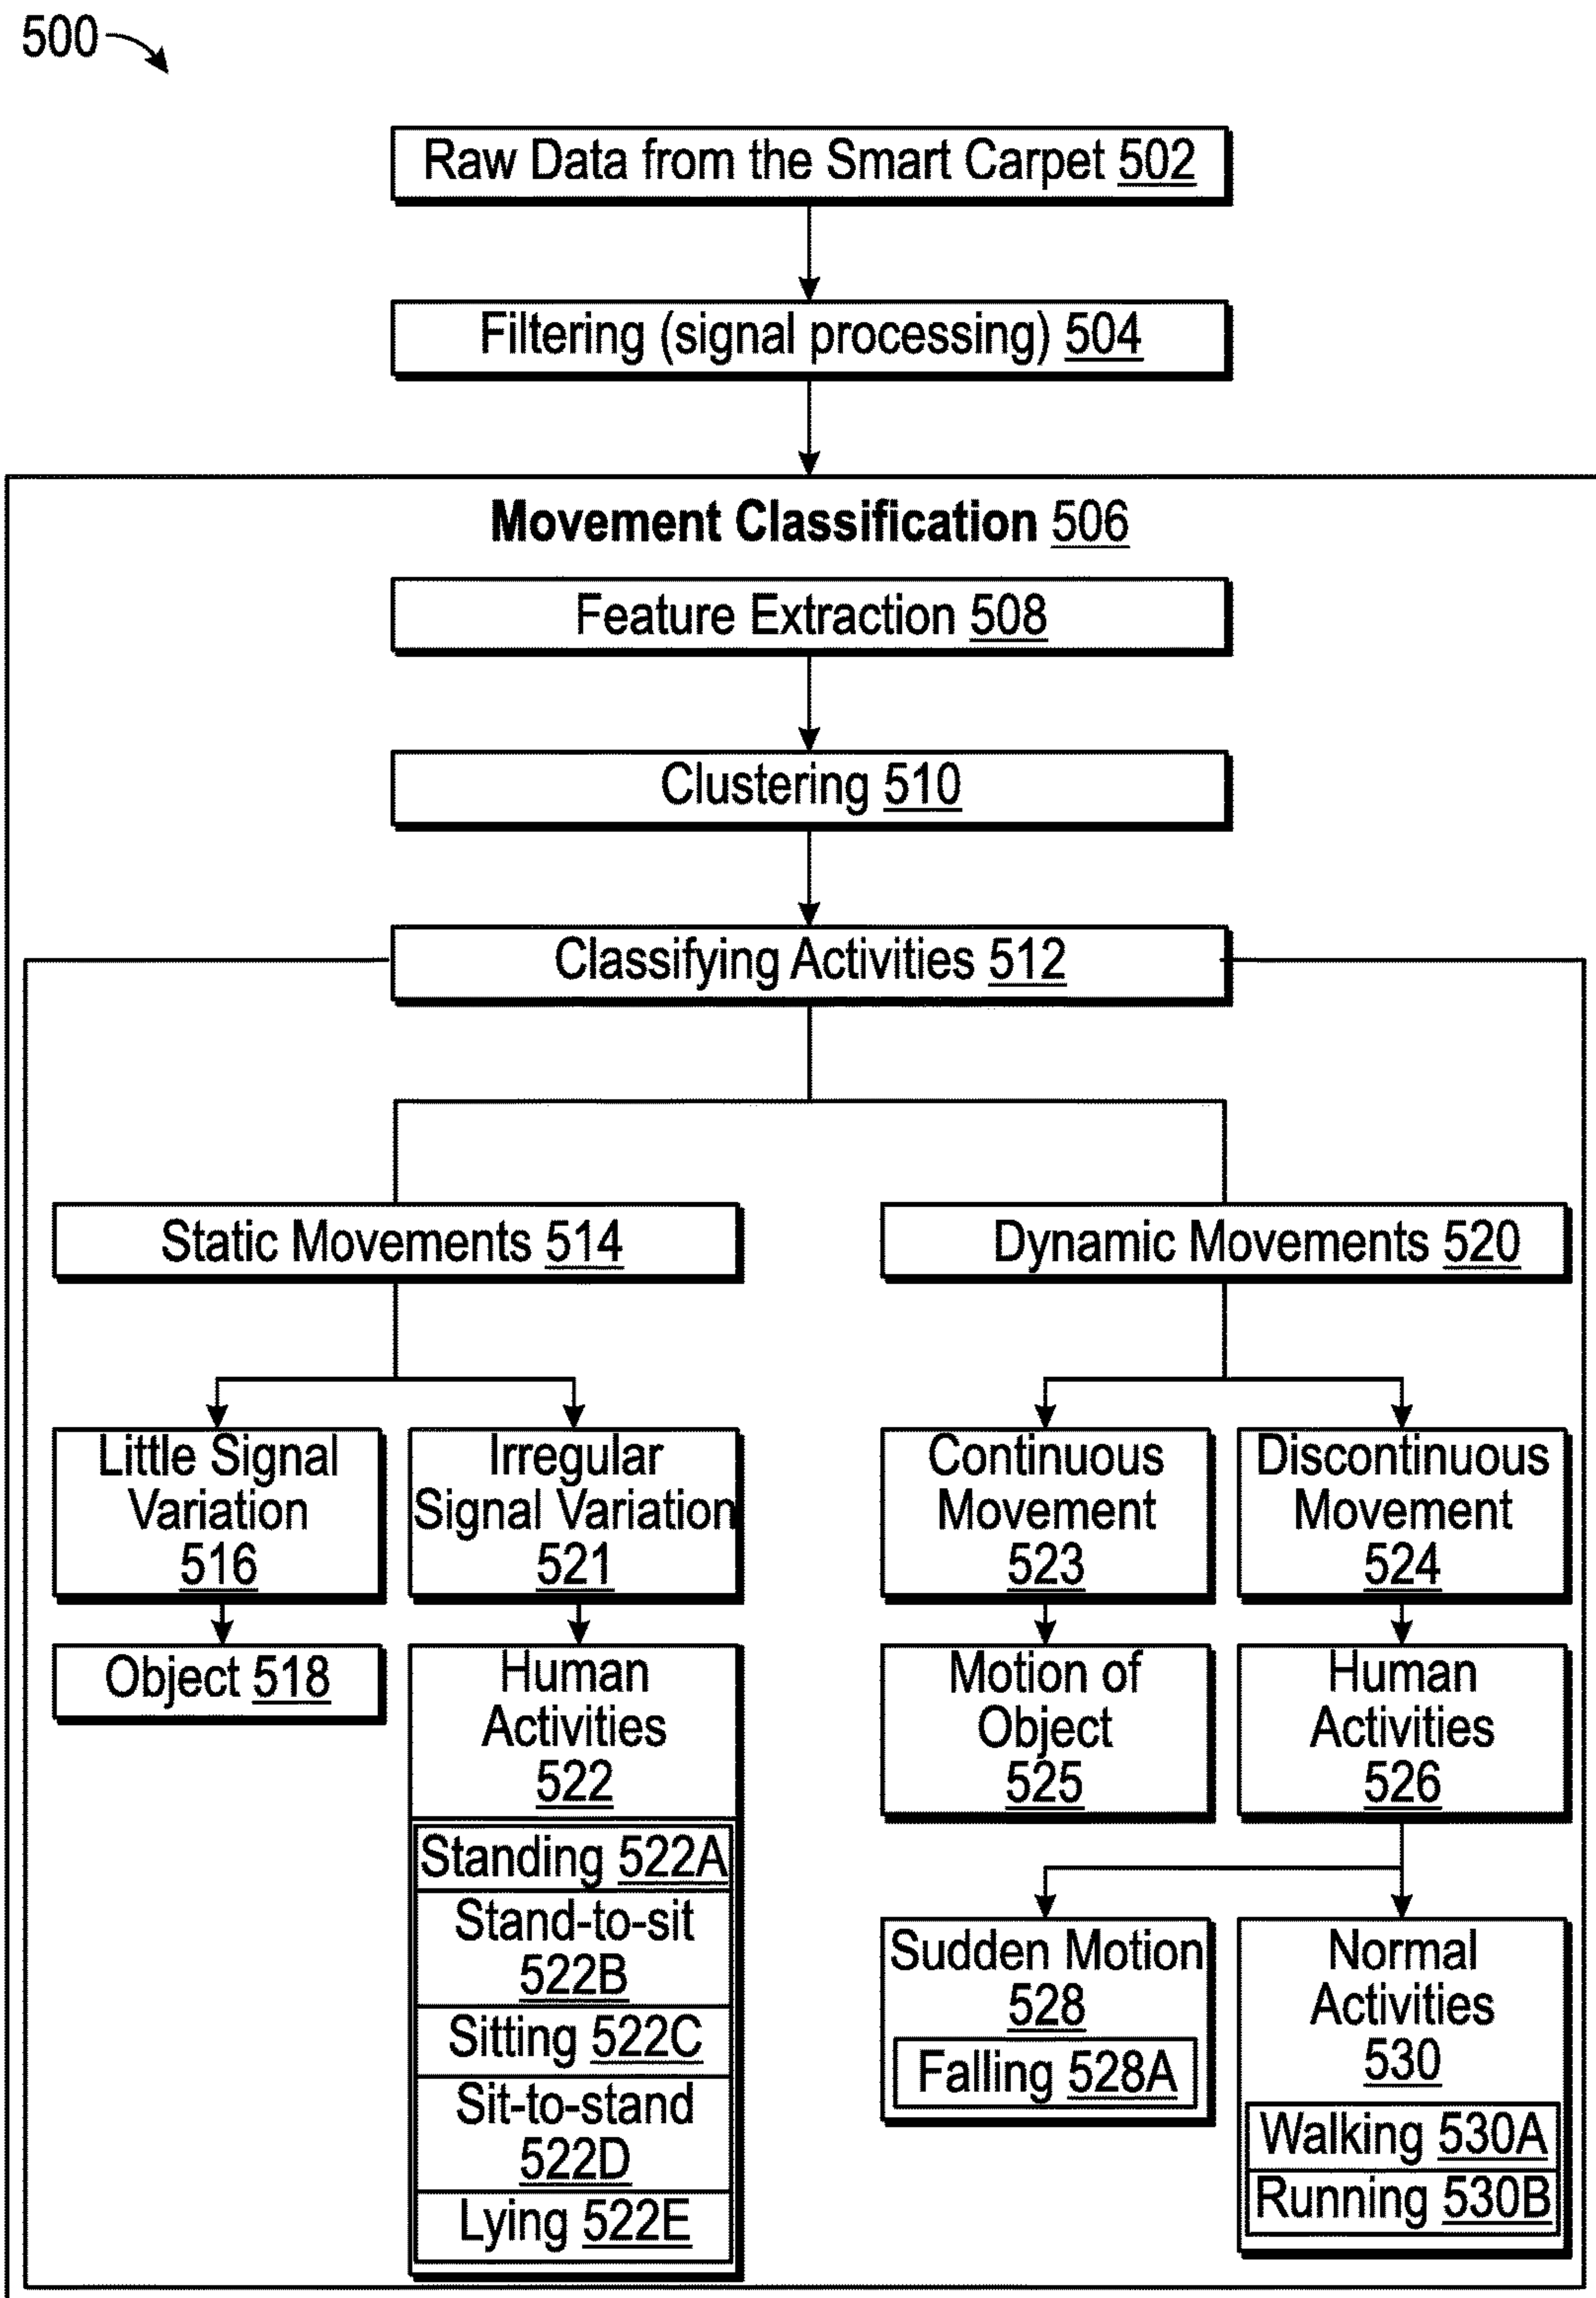 500
Raw Data from the Smart Carpet 502
Filtering (signal processing) 504
Movement Classification 506
Feature Extraction 508
Clustering 510
Classifying Activities 512
Static Movements 514
Dynamic Movements 520
Little Signal
Variation
516
Irregular
Signal Variation
521
Continuous
Movement
523
Discontinuous
Movement
524
Object 518
Human
Activities
522
Standing 522A
Stand-to-sit
522B
Sitting 522C
Sit-to-stand
522D
Lying 522E
Motion of
Object
525
Human
Activities
526
Sudden Motion
528
Falling 528A
Normal
Activities
530
Walking 530A
Running 530B